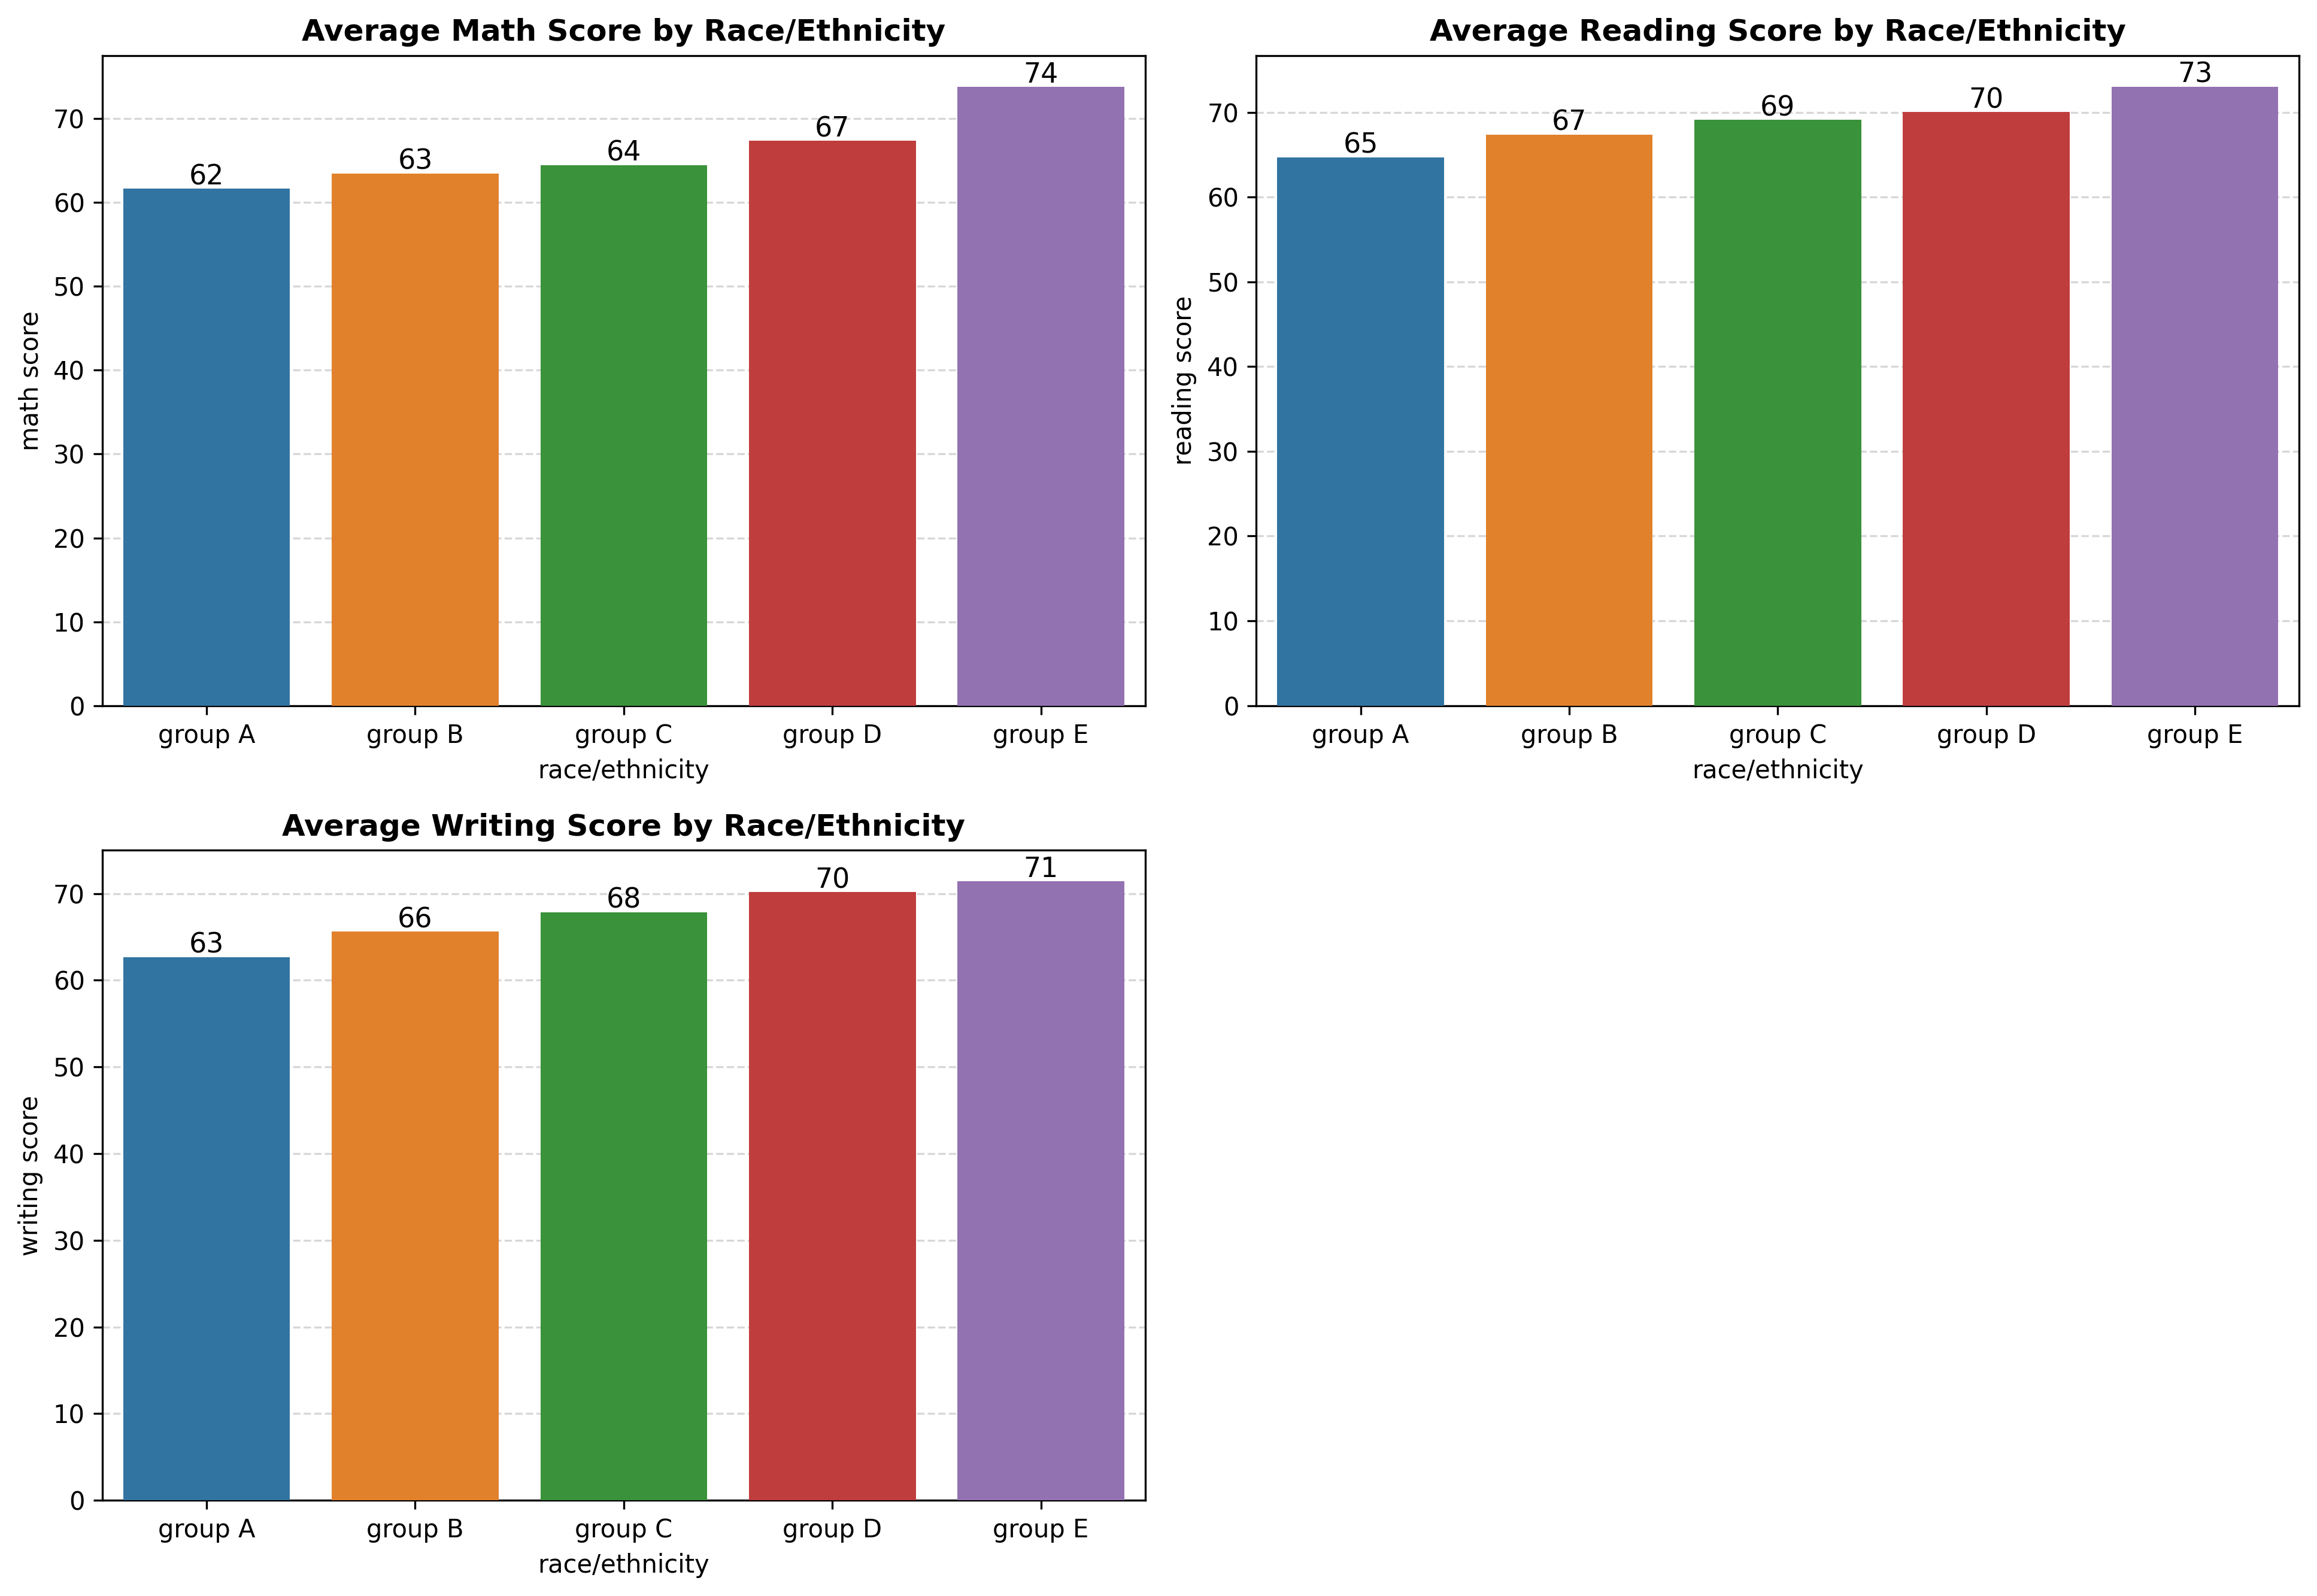 Average Math Score by Race/Ethnicity
math score
70
60
50
40
30
20
10
0
62
63
64
67
74
group A
group B
group C
group D
group E
race/ethnicity
Average Reading Score by Race/Ethnicity
reading score
70
60
50
40
30
20
10
0
65
67
69
70
73
group A
group B
group C
group D
group E
race/ethnicity
Average Writing Score by Race/Ethnicity
writing score
70
60
50
40
30
20
10
0
63
66
68
70
71
group A
group B
group C
group D
group E
race/ethnicity